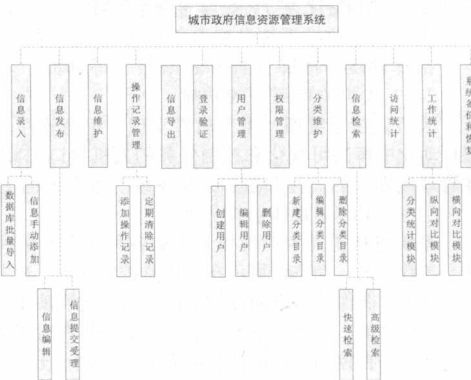 城市政府信息资源管理系统
信息录入
信息发布
信息维护
操作记录管理
信息导出
登录验证
用户管理
权限管理
分类维护
信息检索
访问统计
工作统计
数据库批量导入
信息手动添加
添加操作记录
定期清除记录
创建用户
编辑用户
删除用户
新建分类目录
编辑分类目录
删除分类目录
分类统计模块
纵向对比模块
横向对比模块
信息编辑
信息提交受理
快速检索
高级检索